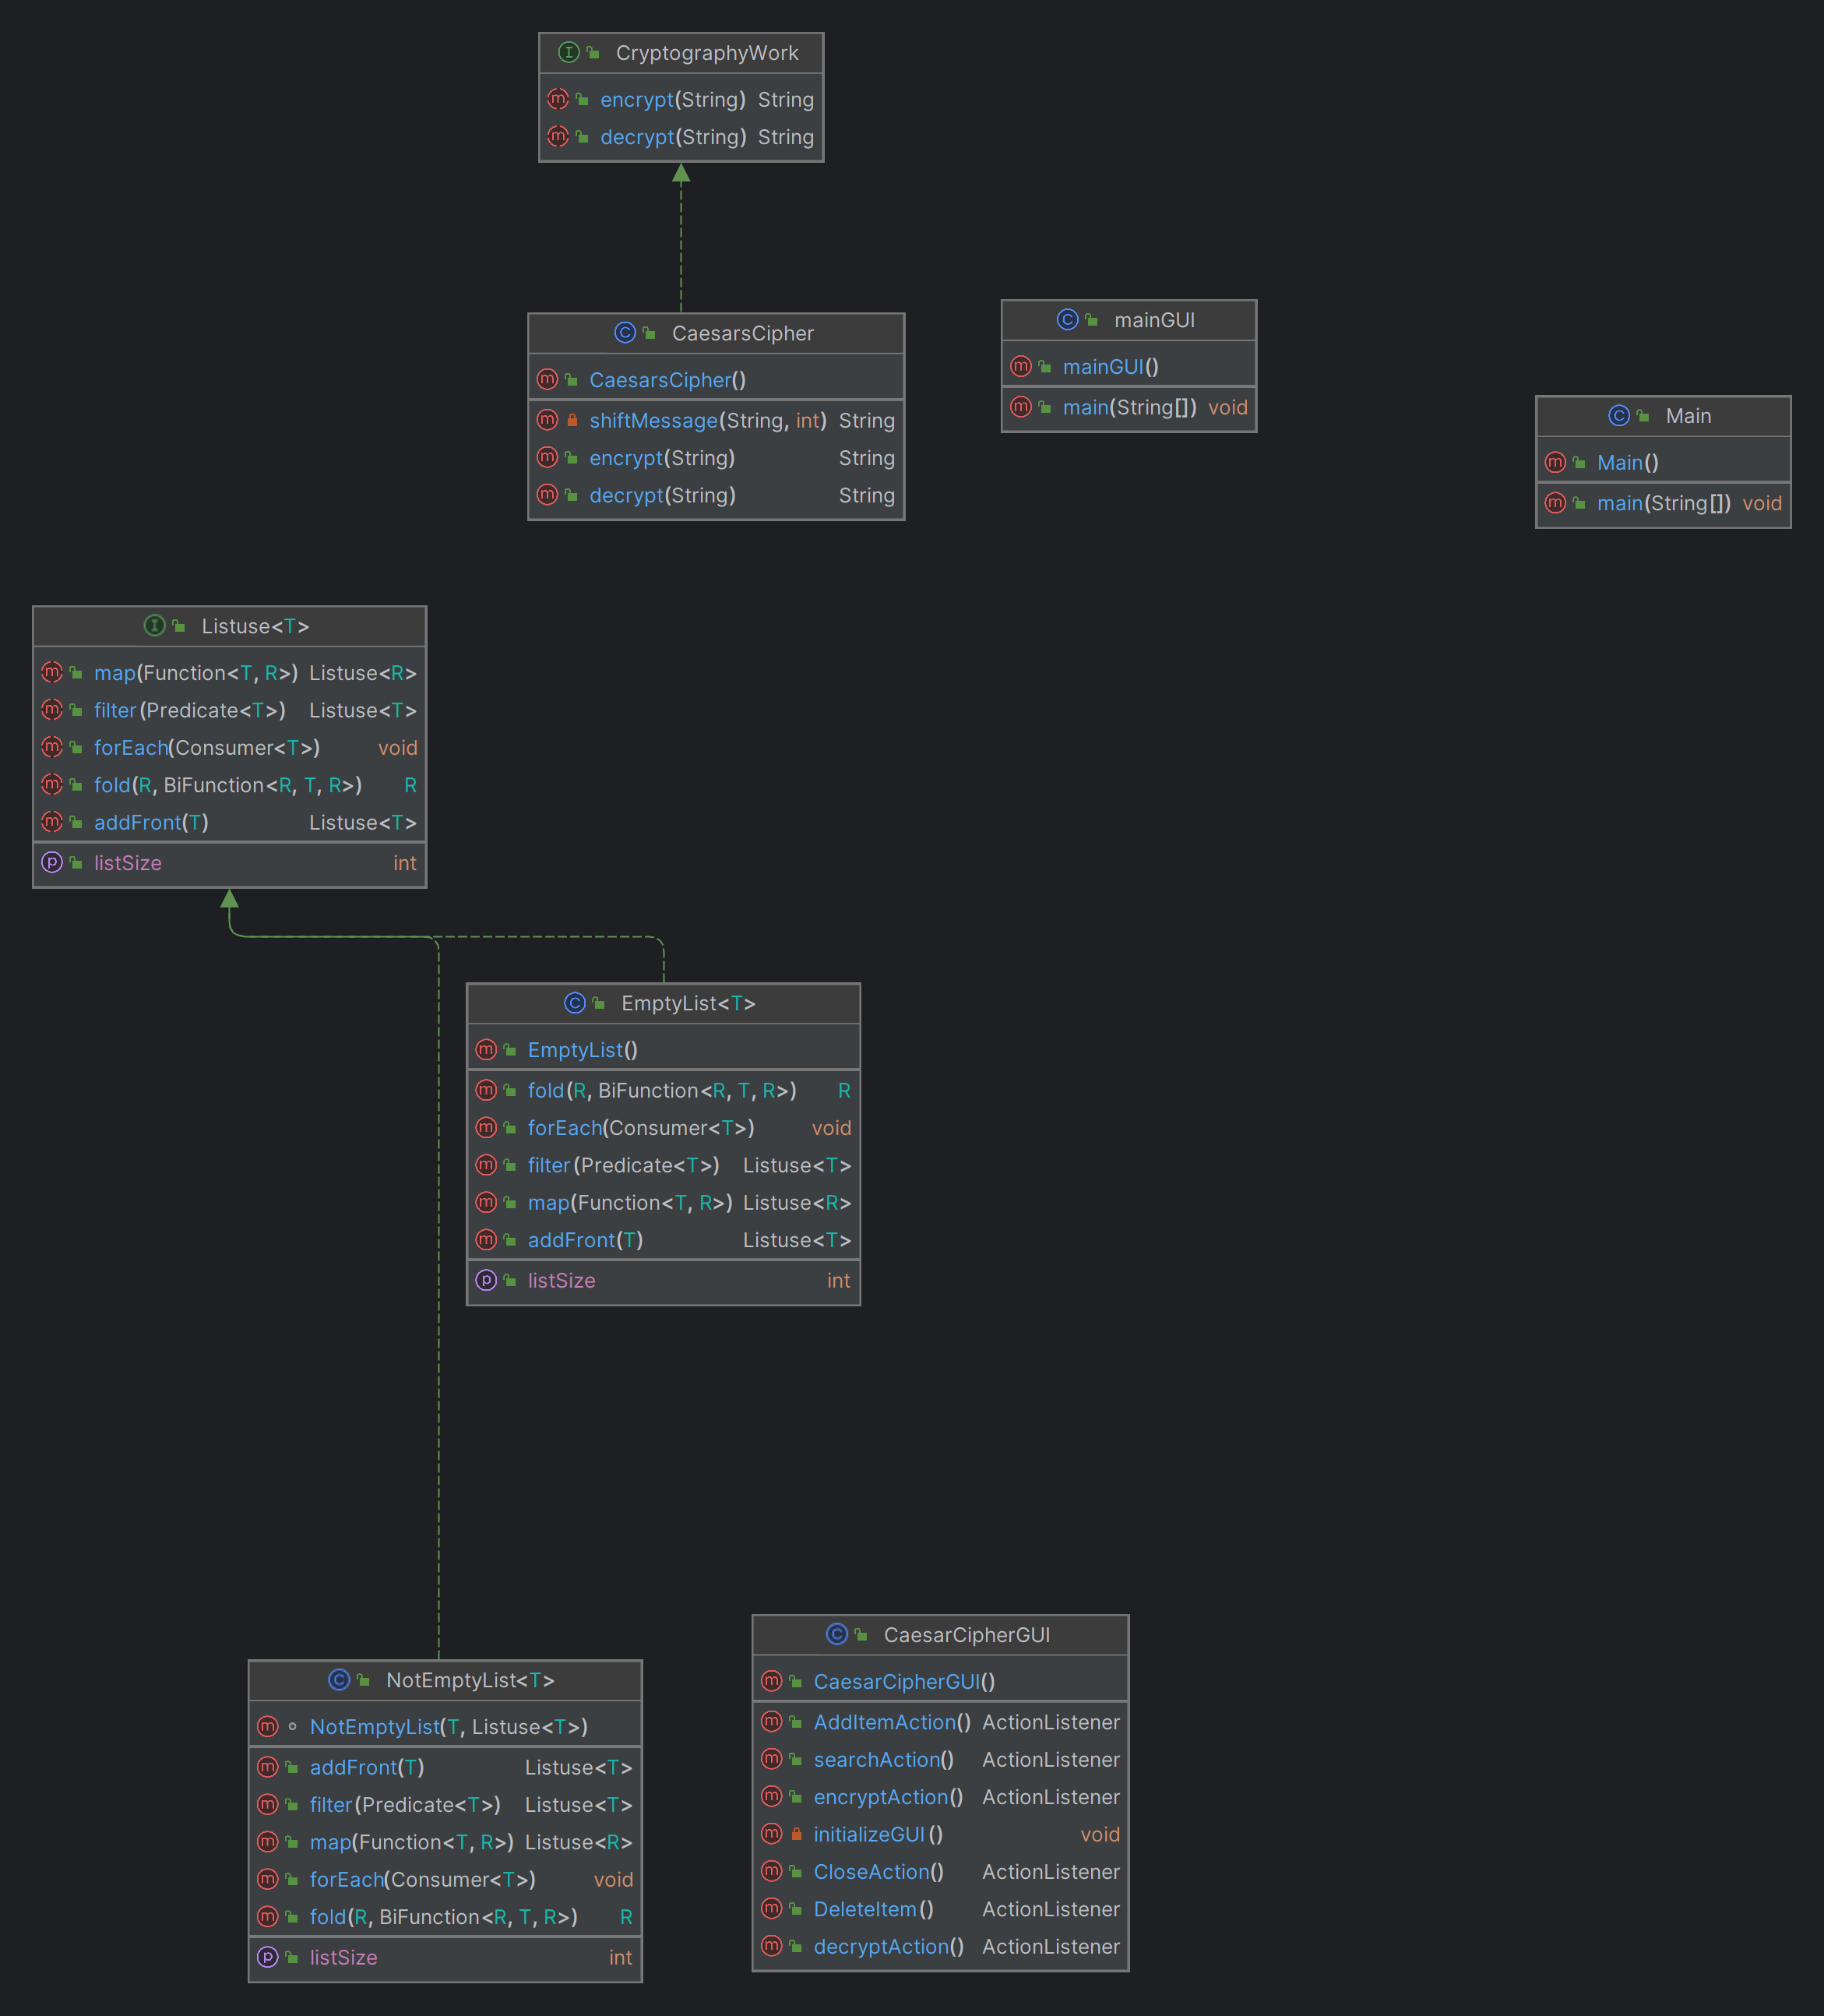 CryptographyWork
encrypt(String) String
decrypt(String) String
CaesarsCipher
CaesarsCipher()
shiftMessage(String, int) String
encrypt(String) String
decrypt(String) String
mainGUI
mainGUI()
main(String[]) void
Main
Main()
main(String[]) void
Listuse<T>
map(Function<T, R>) Listuse<R>
filter(Predicate<T>) Listuse<T>
forEach(Consumer<T>) void
fold(R, BiFunction<R, T, R>) R
addFront(T) Listuse<T>
listSize int
EmptyList<T>
EmptyList()
fold(R, BiFunction<R, T, R>) R
forEach(Consumer<T>) void
filter(Predicate<T>) Listuse<T>
map(Function<T, R>) Listuse<R>
addFront(T) Listuse<T>
listSize int
NotEmptyList<T>
NotEmptyList(T, Listuse<T>)
addFront(T) Listuse<T>
filter(Predicate<T>) Listuse<T>
map(Function<T, R>) Listuse<R>
forEach(Consumer<T>) void
fold(R, BiFunction<R, T, R>) R
listSize int
CaesarCipherGUI
CaesarCipherGUI()
AddItemAction() ActionListener
searchAction() ActionListener
encryptAction() ActionListener
initializeGUI() void
CloseAction() ActionListener
DeleteItem() ActionListener
decryptAction() ActionListener